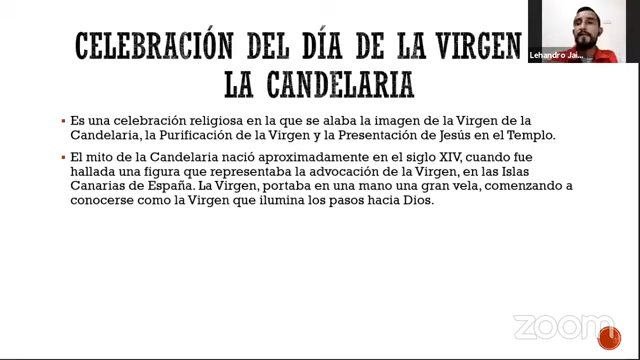 CELEBRACIÓN DEL DÍA DE LA VIRGEN
LA CANDELARIA
Lehandro Jai...
▪ Es una celebración religiosa en la que se alaba la imagen de la Virgen de la
Candelaria, la Purificación de la Virgen y la Presentación de Jesús en el Templo.
▪ El mito de la Candelaria nació aproximadamente en el siglo XIV, cuando fue
hallada una figura que representaba la advocación de la Virgen, en las Islas
Canarias de España. La Virgen, portaba en una mano una gran vela, comenzando a
conocerse como la Virgen que ilumina los pasos hacia Dios.
zoom